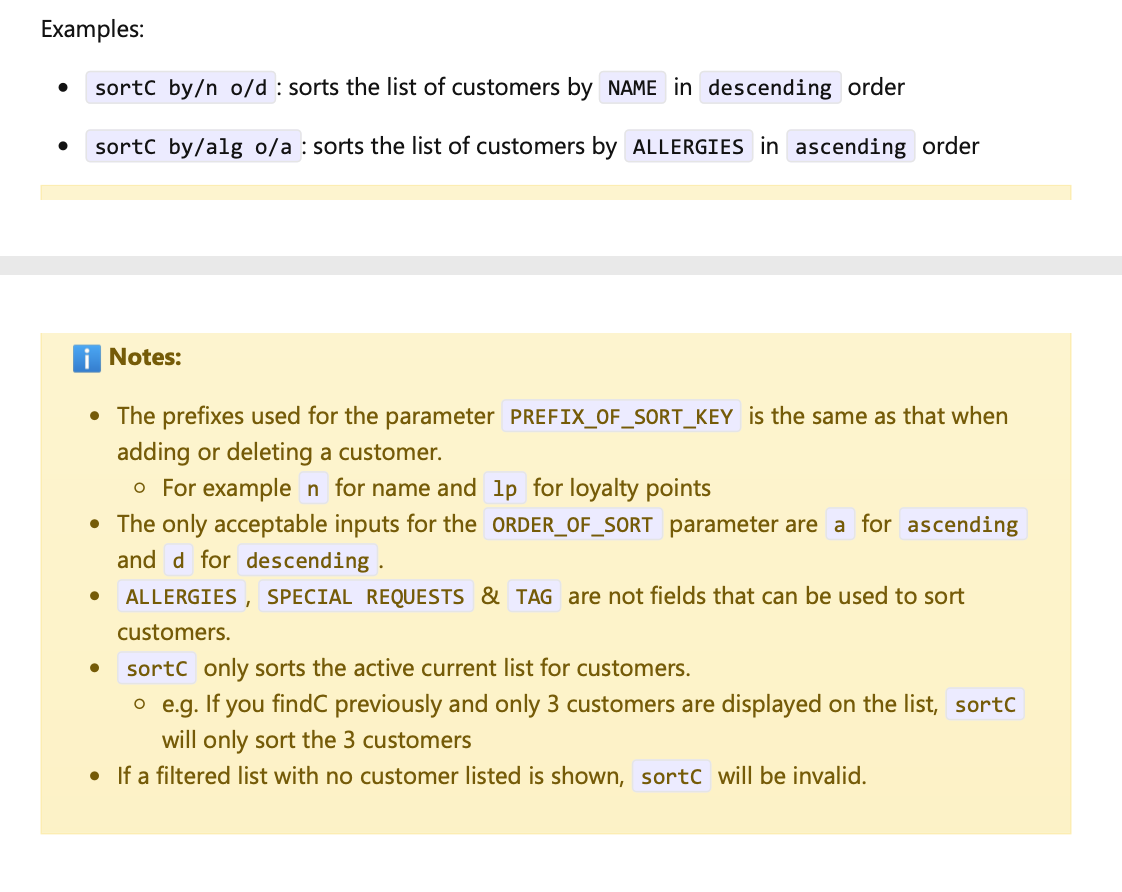 Examples:
• sortC by/n o/d: sorts the list of customers by NAME in descending order
• sortC by/alg o/a: sorts the list of customers by ALLERGIES in ascending order
ℹ️ Notes:
• The prefixes used for the parameter PREFIX_OF_SORT_KEY is the same as that when
adding or deleting a customer.
○ For example n for name and lp for loyalty points
• The only acceptable inputs for the ORDER_OF_SORT parameter are a for ascending
and d for descending.
• ALLERGIES, SPECIAL REQUESTS & TAG are not fields that can be used to sort
customers.
• sortC only sorts the active current list for customers.
○ e.g. If you findC previously and only 3 customers are displayed on the list, sortC
will only sort the 3 customers
• If a filtered list with no customer listed is shown, sortC will be invalid.